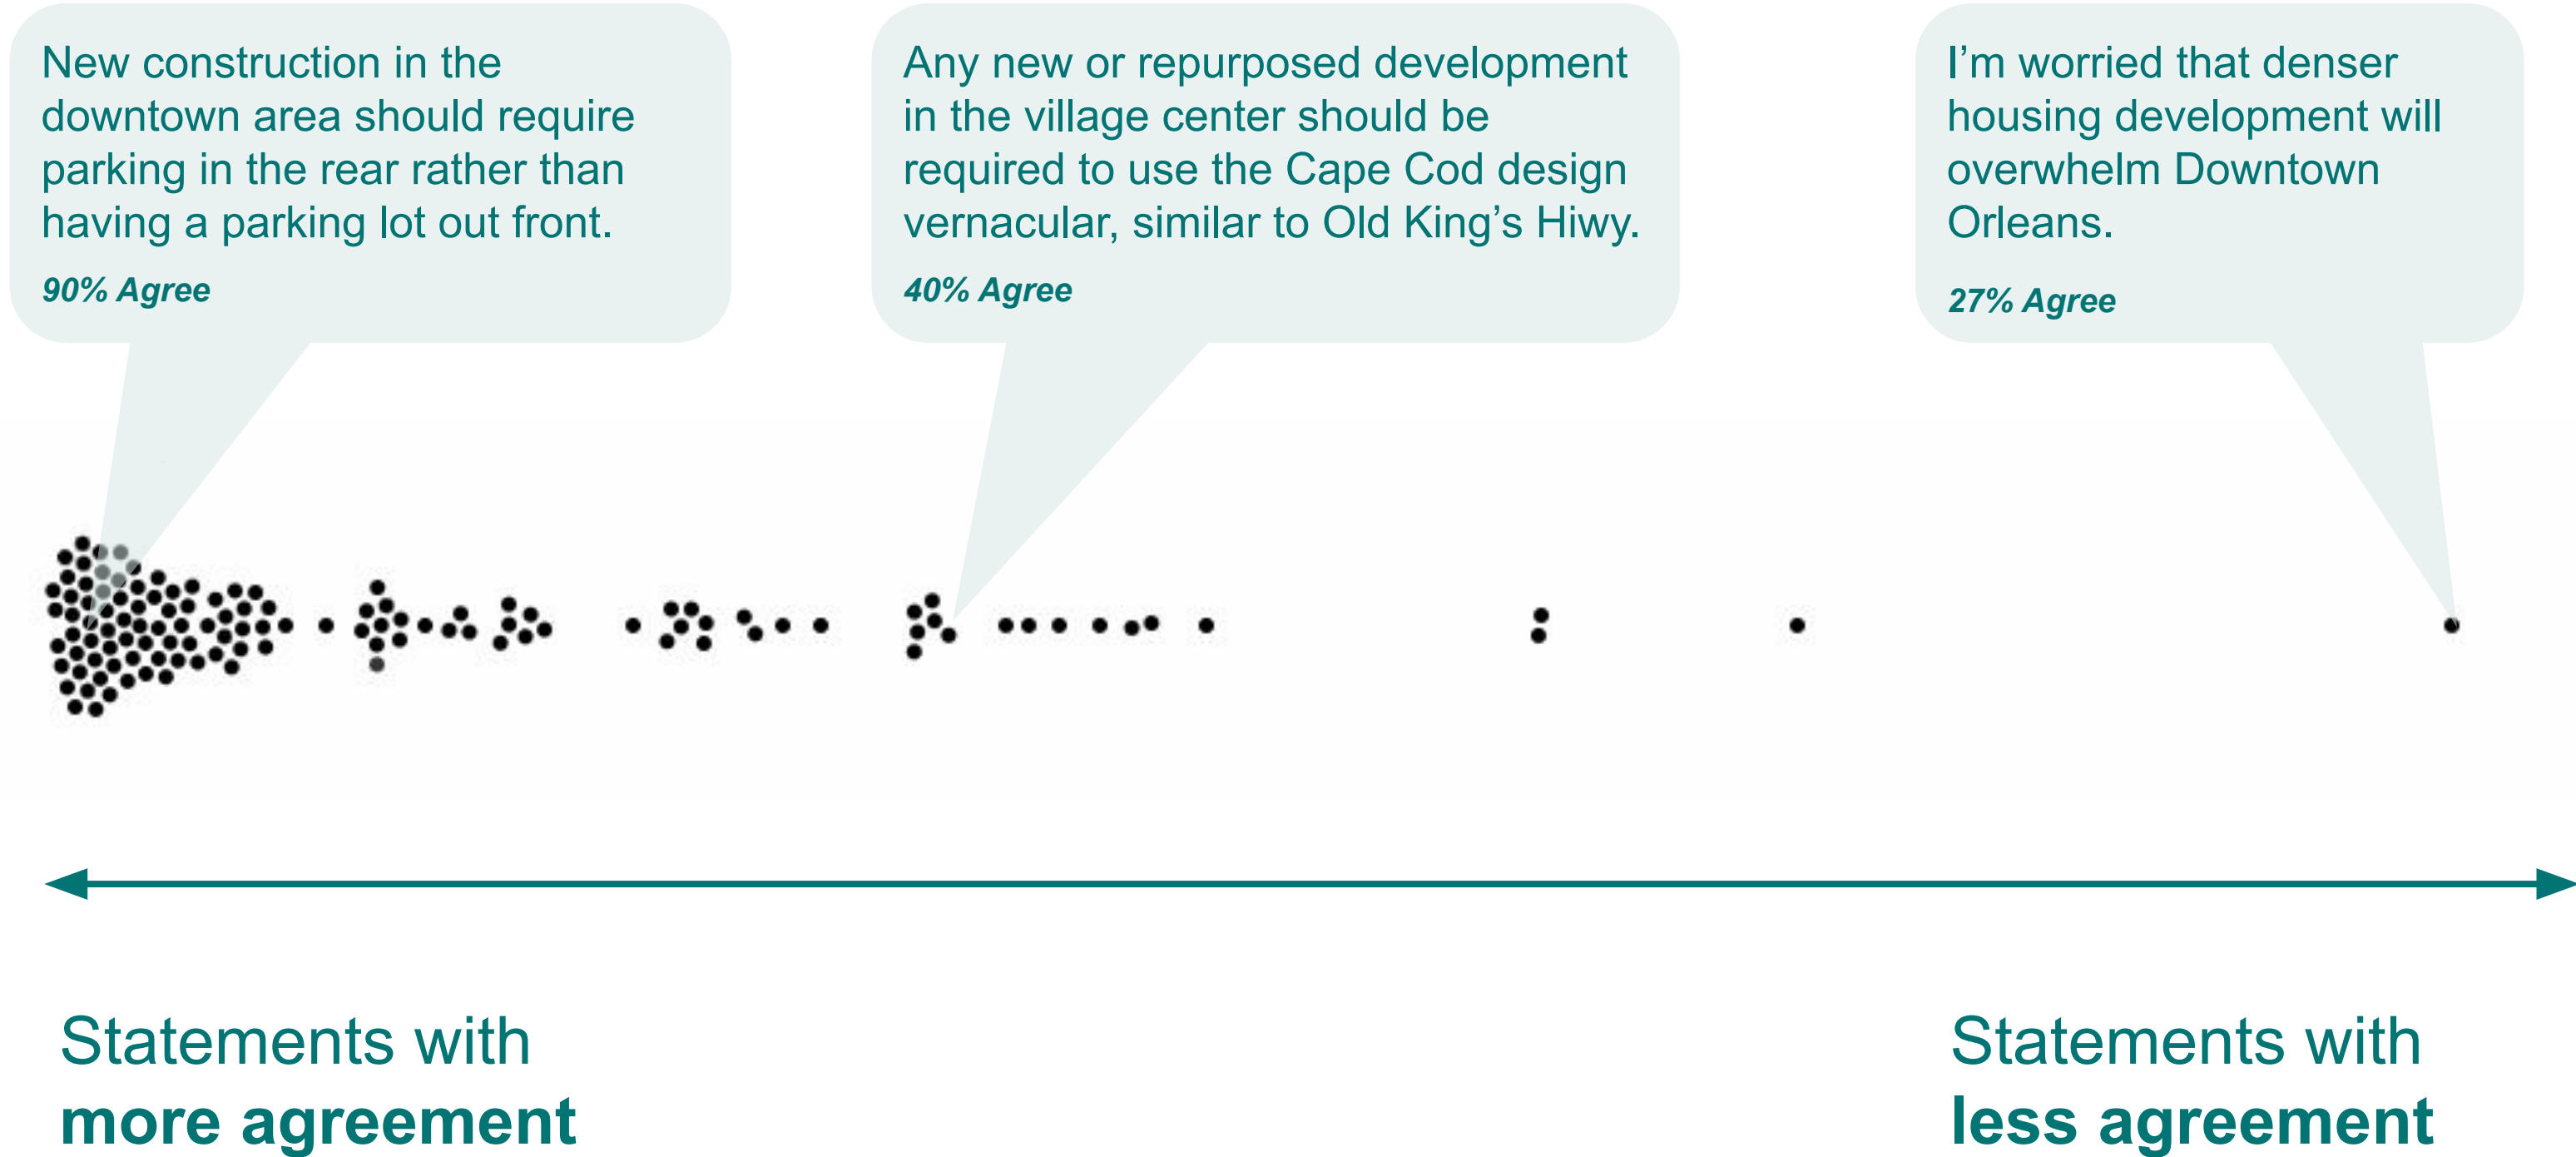 New construction in the
downtown area should require
parking in the rear rather than
having a parking lot out front.
90% Agree
Any new or repurposed development
in the village center should be
required to use the Cape Cod design
vernacular, similar to Old King’s Hiwy.
40% Agree
I’m worried that denser
housing development will
overwhelm Downtown
Orleans.
27% Agree
Statements with
more agreement
Statements with
less agreement